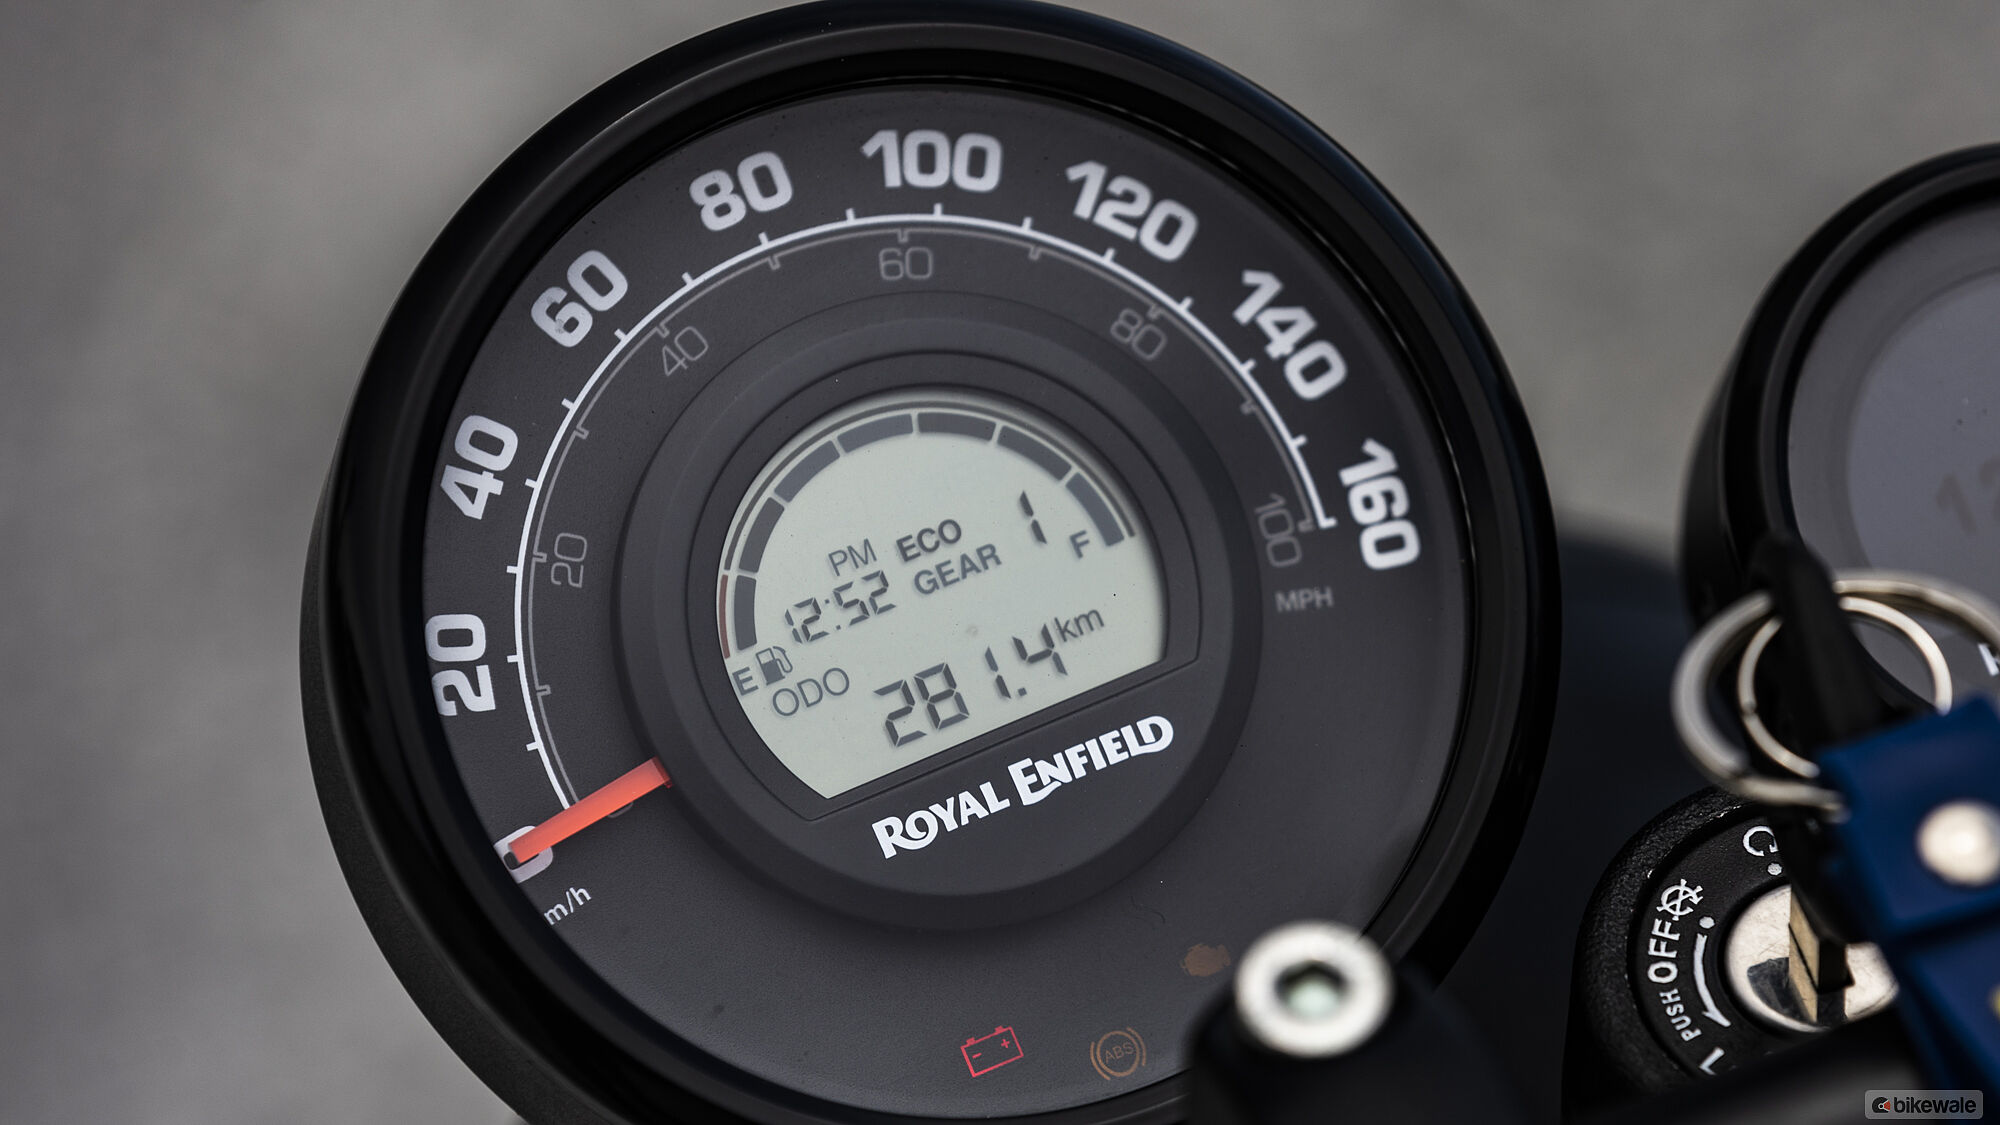 0
20
40
60
80
100
120
140
160
20
40
60
80
100
MPH
m/h
PM ECO
12:52 GEAR 1
E F
ODO 281.4 km
ROYAL ENFIELD
ABS
OFF
PUSH
bikewale